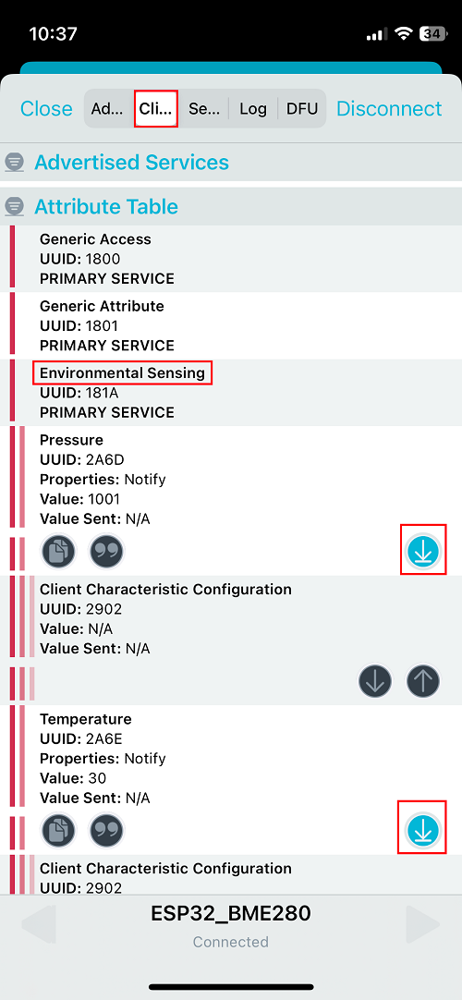 10:37
34
Close
Ad...
Cli...
Se...
Log
DFU
Disconnect
Advertised Services
Attribute Table
Generic Access
UUID: 1800
PRIMARY SERVICE
Generic Attribute
UUID: 1801
PRIMARY SERVICE
Environmental Sensing
UUID: 181A
PRIMARY SERVICE
Pressure
UUID: 2A6D
Properties: Notify
Value: 1001
Value Sent: N/A
Client Characteristic Configuration
UUID: 2902
Value: N/A
Value Sent: N/A
Temperature
UUID: 2A6E
Properties: Notify
Value: 30
Value Sent: N/A
Client Characteristic Configuration
UUID: 2902
ESP32_BME280
Connected